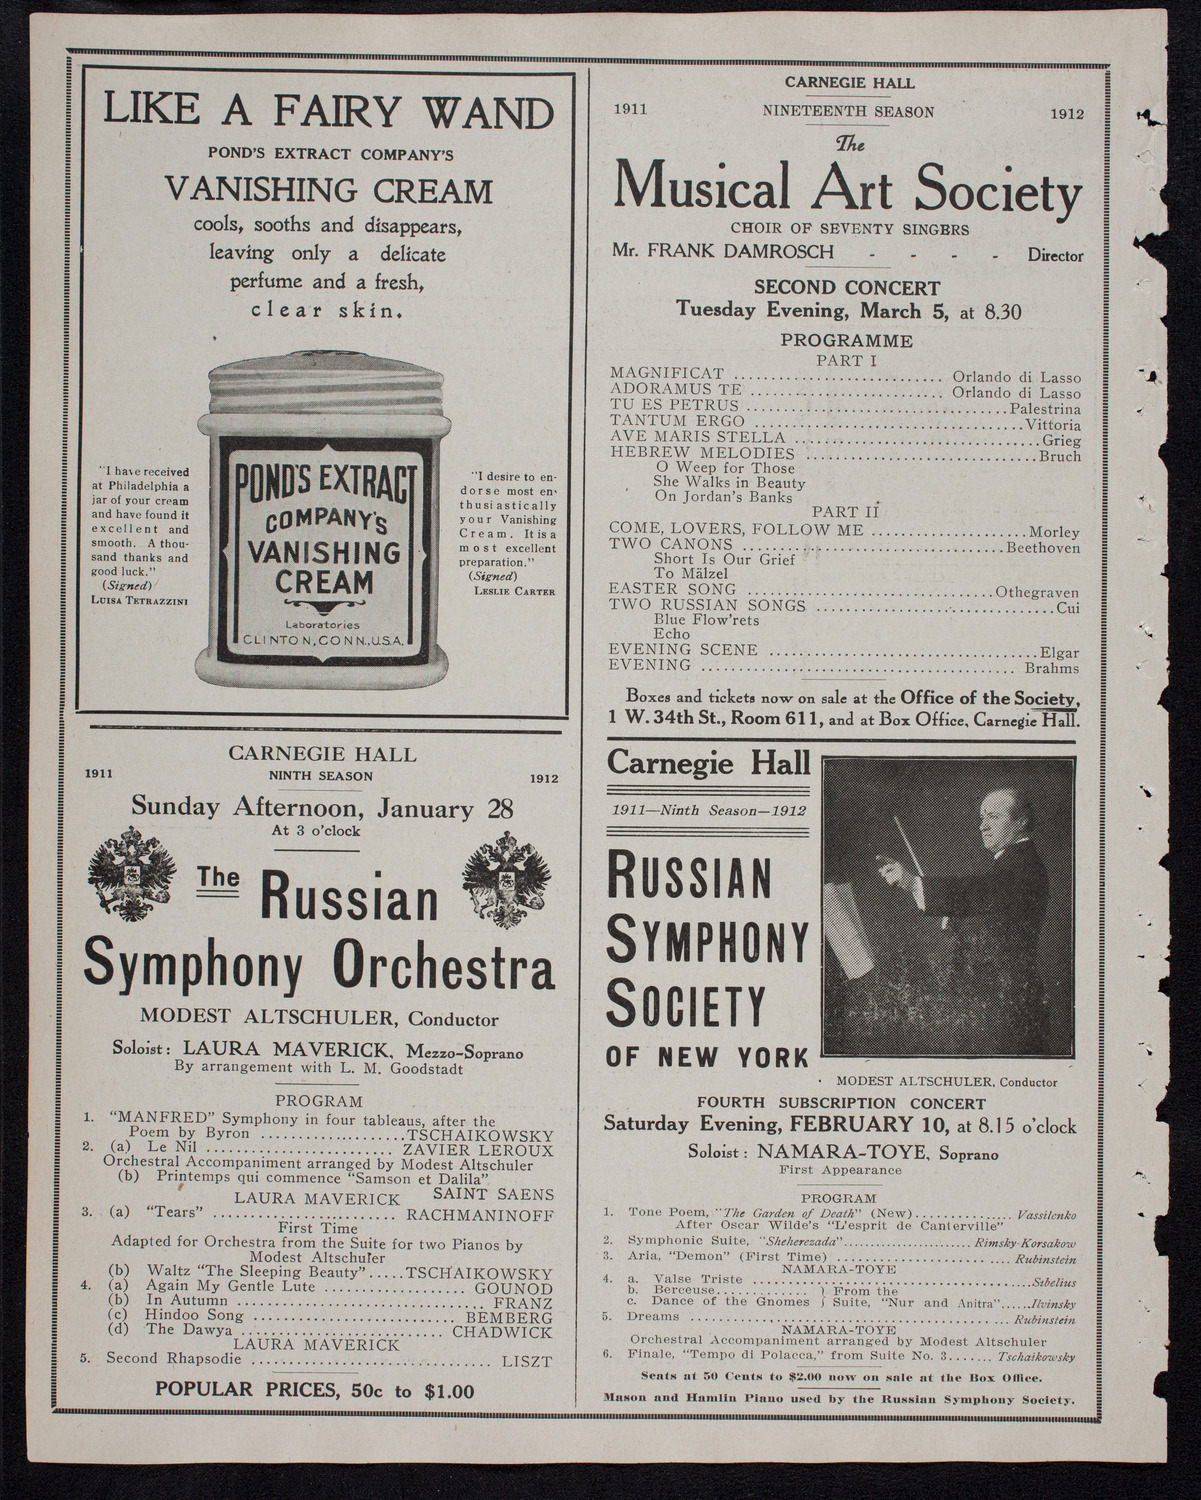 LIKE A FAIRY WAND
POND'S EXTRACT COMPANY'S
VANISHING CREAM
cools, sooths and disappears,
leaving only a delicate
perfume and a fresh,
clear skin.
"I have received
at Philadelphia a
jar of your cream
and have found it
excellent and
smooth. A thou-
sand thanks and
good luck."
(Signed)
LUISA TETRAZZINI
POND'S EXTRACT
COMPANY'S
VANISHING
CREAM
Laboratories
CLINTON, CONN., U.S.A.
"I desire to en-
dorse most en-
thusiastically
your Vanishing
Cream. It is a
most excellent
preparation."
(Signed)
LESLIE CARTER
CARNEGIE HALL
1911 NINTH SEASON 1912
Sunday Afternoon, January 28
At 3 o'clock
The Russian
Symphony Orchestra
MODEST ALTSCHULER, Conductor
Soloist: LAURA MAVERICK, Mezzo-Soprano
By arrangement with L. M. Goodstadt
PROGRAM
1. "MANFRED" Symphony in four tableaus, after the
Poem by Byron ....................TSCHAIKOWSKY
2. (a) Le Nil .......................... ZAVIER LEROUX
Orchestral Accompaniment arranged by Modest Altschuler
(b) Printemps qui commence "Samson et Dalila"
LAURA MAVERICK SAINT SAENS
3. (a) "Tears" .......................... RACHMANINOFF
First Time
Adapted for Orchestra from the Suite for two Pianos by
Modest Altschuler
(b) Waltz "The Sleeping Beauty".....TSCHAIKOWSKY
4. (a) Again My Gentle Lute .................. GOUNOD
(b) In Autumn ................................ FRANZ
(c) Hindoo Song .......................... BEMBERG
(d) The Dawya .......................... CHADWICK
LAURA MAVERICK
5. Second Rhapsodie .............................. LISZT
POPULAR PRICES, 50c to $1.00
CARNEGIE HALL
1911 NINETEENTH SEASON 1912
The
Musical Art Society
CHOIR OF SEVENTY SINGERS
Mr. FRANK DAMROSCH - - - - Director
SECOND CONCERT
Tuesday Evening, March 5, at 8.30
PROGRAMME
PART I
MAGNIFICAT .......................... Orlando di Lasso
ADORAMUS TE ........................ Orlando di Lasso
TU ES PETRUS ................................Palestrina
TANTUM ERGO .................................Vittoria
AVE MARIS STELLA ..............................Grieg
HEBREW MELODIES ..............................Bruch
O Weep for Those
She Walks in Beauty
On Jordan's Banks
PART II
COME, LOVERS, FOLLOW ME ....................Morley
TWO CANONS ................................Beethoven
Short Is Our Grief
To Mälzel
EASTER SONG ..............................Othegraven
TWO RUSSIAN SONGS .............................Cui
Blue Flow'rets
Echo
EVENING SCENE .................................Elgar
EVENING ...................................... Brahms
Boxes and tickets now on sale at the Office of the Society,
1 W. 34th St., Room 611, and at Box Office, Carnegie Hall.
Carnegie Hall
1911—Ninth Season—1912
RUSSIAN
SYMPHONY
SOCIETY
OF NEW YORK
MODEST ALTSCHULER, Conductor
FOURTH SUBSCRIPTION CONCERT
Saturday Evening, FEBRUARY 10, at 8.15 o'clock
Soloist: NAMARA-TOYE, Soprano
First Appearance
PROGRAM
1. Tone Poem, "The Garden of Death" (New).............. Vassilenko
After Oscar Wilde's "L'esprit de Canterville"
2. Symphonic Suite, "Sheherezada".................... Rimsky-Korsakow
3. Aria, "Demon" (First Time) ........................... Rubinstein
NAMARA-TOYE
4. a. Valse Triste ........................................Sibelius
b. Berceuse............ } From the
c. Dance of the Gnomes { Suite, "Nur and Anitra"......Ilvinsky
5. Dreams ................................................ Rubinstein
NAMARA-TOYE
Orchestral Accompaniment arranged by Modest Altschuler
6. Finale, "Tempo di Polacca," from Suite No. 3....... Tschaikowsky
Seats at 50 Cents to $2.00 now on sale at the Box Office.
Mason and Hamlin Piano used by the Russian Symphony Society.